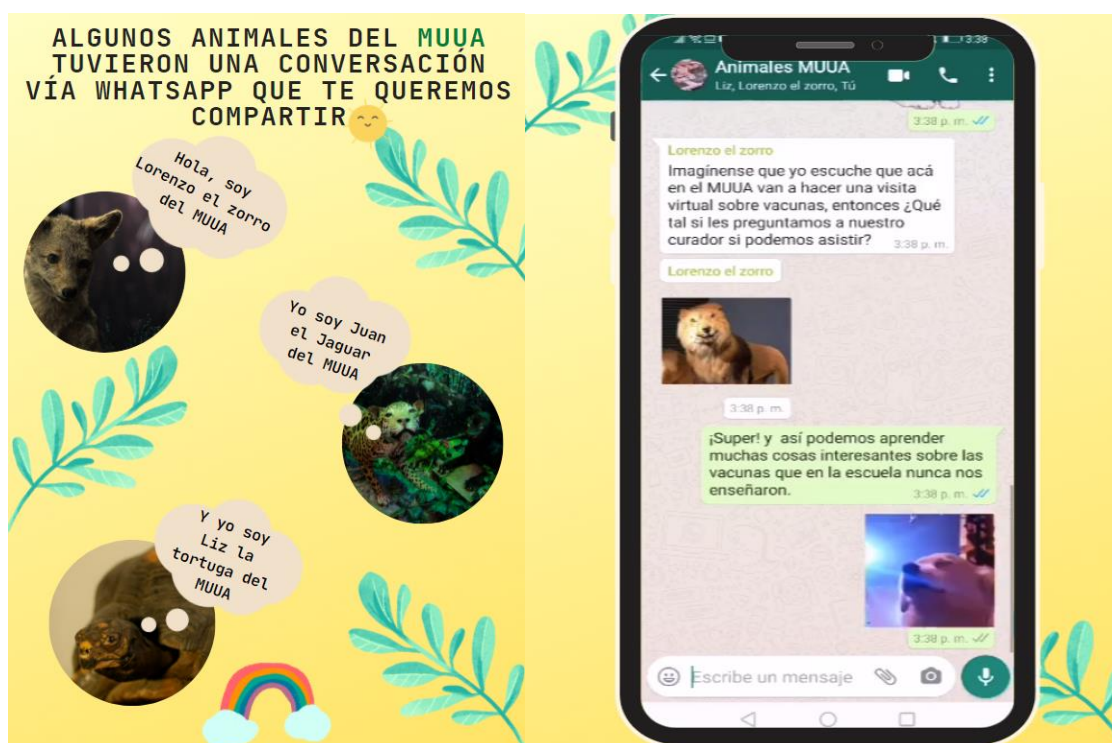 ALGUNOS ANIMALES DEL MUUA
TUVIERON UNA CONVERSACIÓN
VÍA WHATSAPP QUE TE QUEREMOS
COMPARTIR
Hola, soy
Lorenzo el zorro
del MUUA
Yo soy Juan
el Jaguar
del MUUA
Y yo soy
Liz la
tortuga del
MUUA
3:38
Animales MUUA
Liz, Lorenzo el zorro, Tú
3:38 p. m.
Lorenzo el zorro
Imagínense que yo escuche que acá
en el MUUA van a hacer una visita
virtual sobre vacunas, entonces ¿Qué
tal si les preguntamos a nuestro
curador si podemos asistir?
3:38 p. m.
Lorenzo el zorro
3:38 p. m.
¡Super! y así podemos aprender
muchas cosas interesantes sobre las
vacunas que en la escuela nunca nos
enseñaron.
3:38 p. m.
3:38 p. m.
Escribe un mensaje